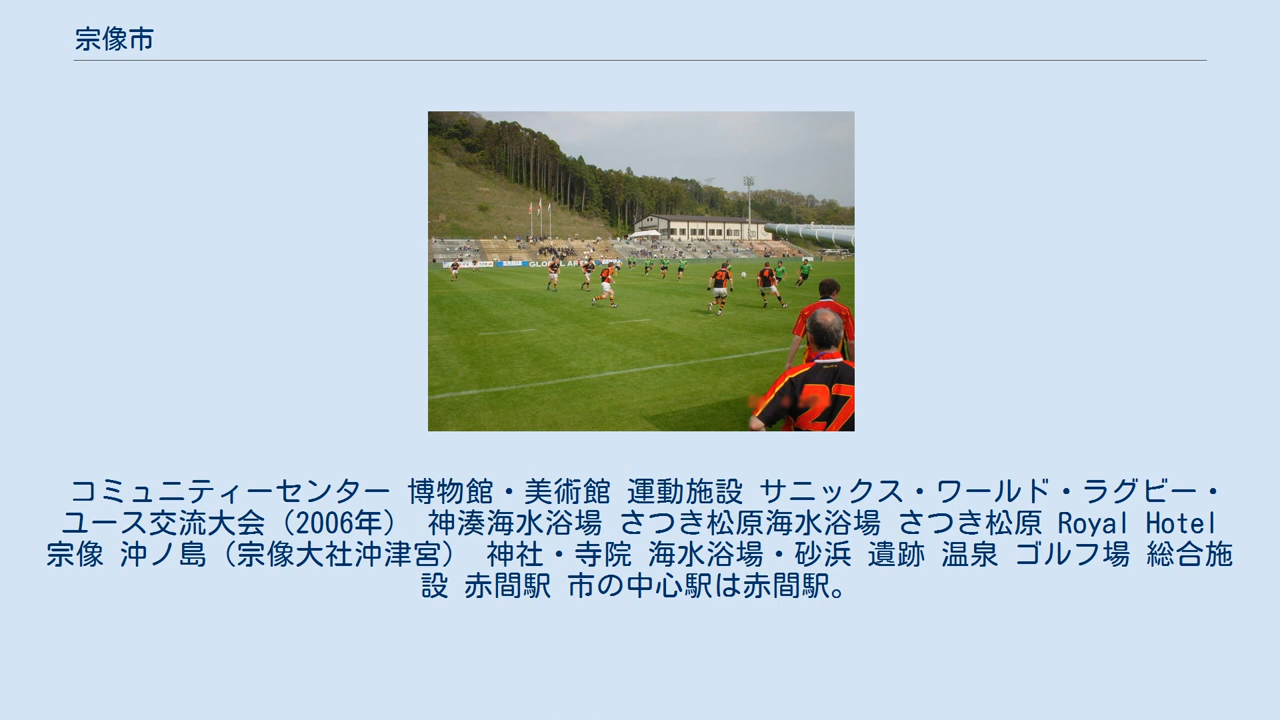 宗像市
GLOBAL AR
27
コミュニティーセンター 博物館・美術館 運動施設 サニックス・ワールド・ラグビー・
ユース交流大会（2006年） 神湊海水浴場 さつき松原海水浴場 さつき松原 Royal Hotel
宗像 沖ノ島（宗像大社沖津宮） 神社・寺院 海水浴場・砂浜 遺跡 温泉 ゴルフ場 総合施
設 赤間駅 市の中心駅は赤間駅。